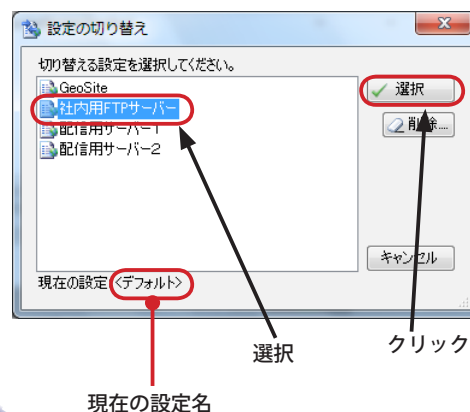 設定の切り替え
切り替える設定を選択してください。
GeoSite
社内用FTPサーバー
配信用サーバー1
配信用サーバー2
選択
削除...
キャンセル
現在の設定:<デフォルト>
選択
クリック
現在の設定名